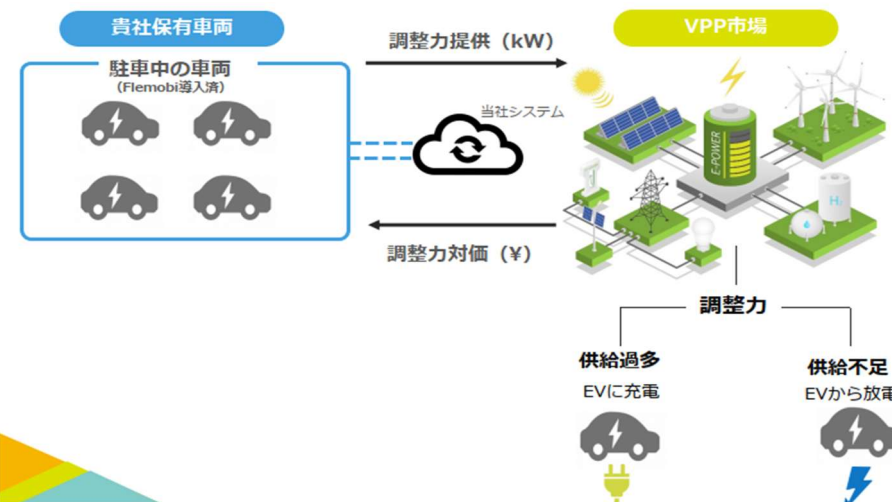 貴社保有車両
駐車中の車両
（Flemobi導入済）
調整力提供（kW）
当社システム
調整力対価（¥）
VPP市場
E-POWER
H₂
調整力
供給過多
EVに充電
供給不足
EVから放電